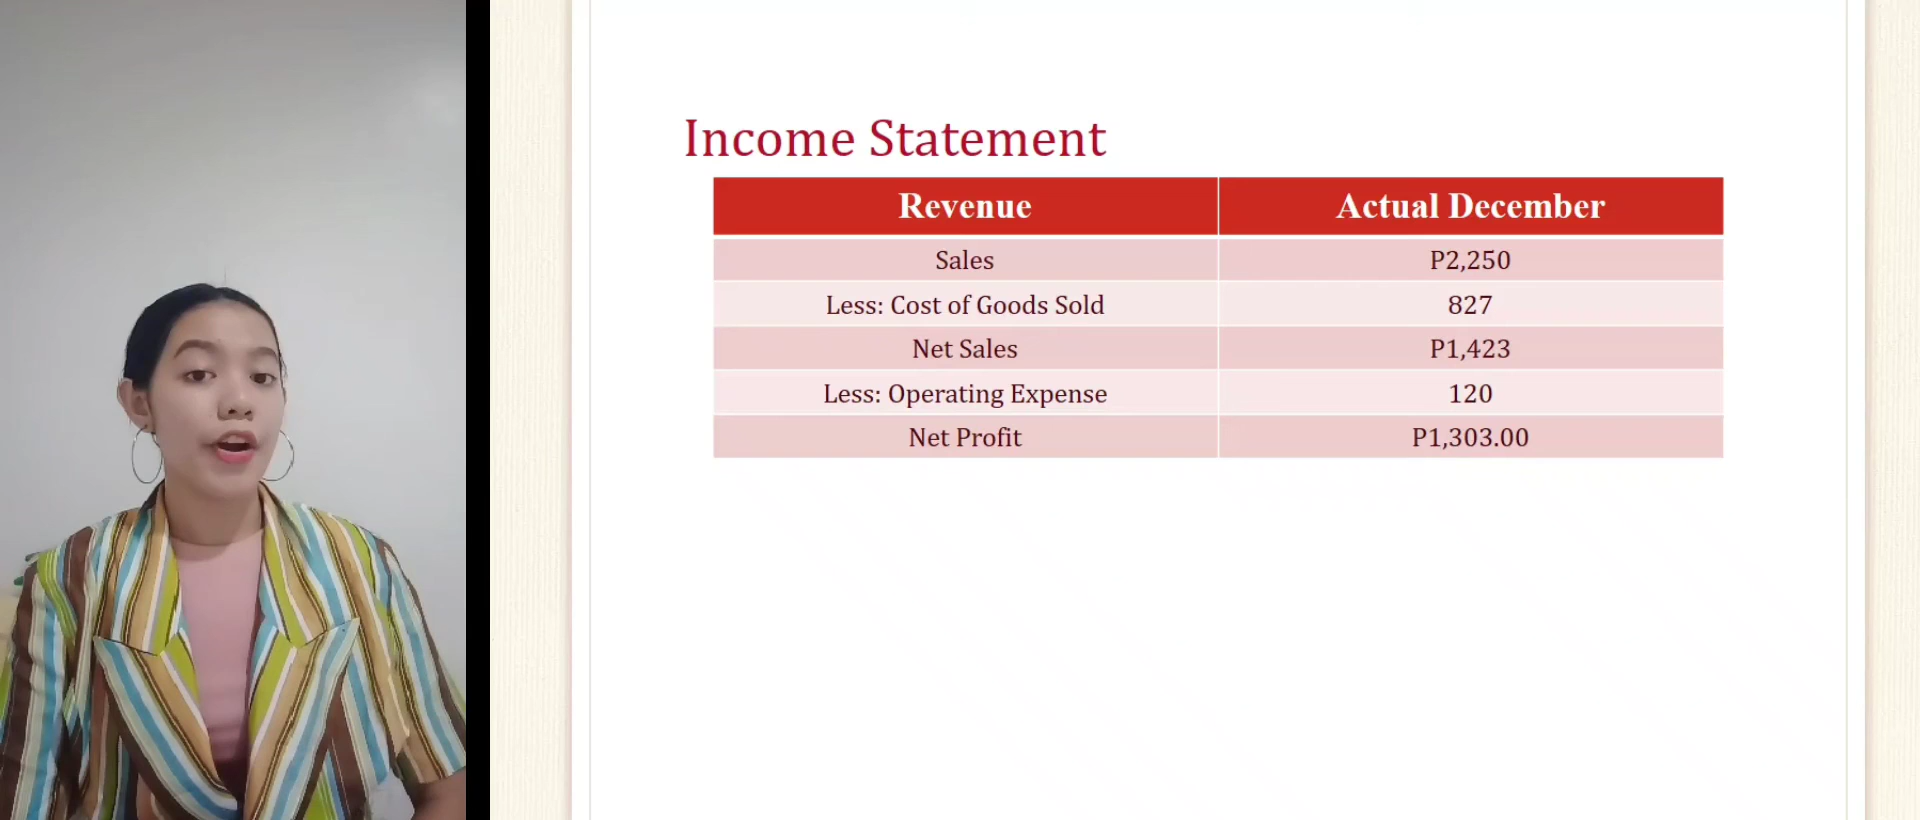 Income Statement
Revenue Actual December
Sales P2,250
Less: Cost of Goods Sold 827
Net Sales P1,423
Less: Operating Expense 120
Net Profit P1,303.00